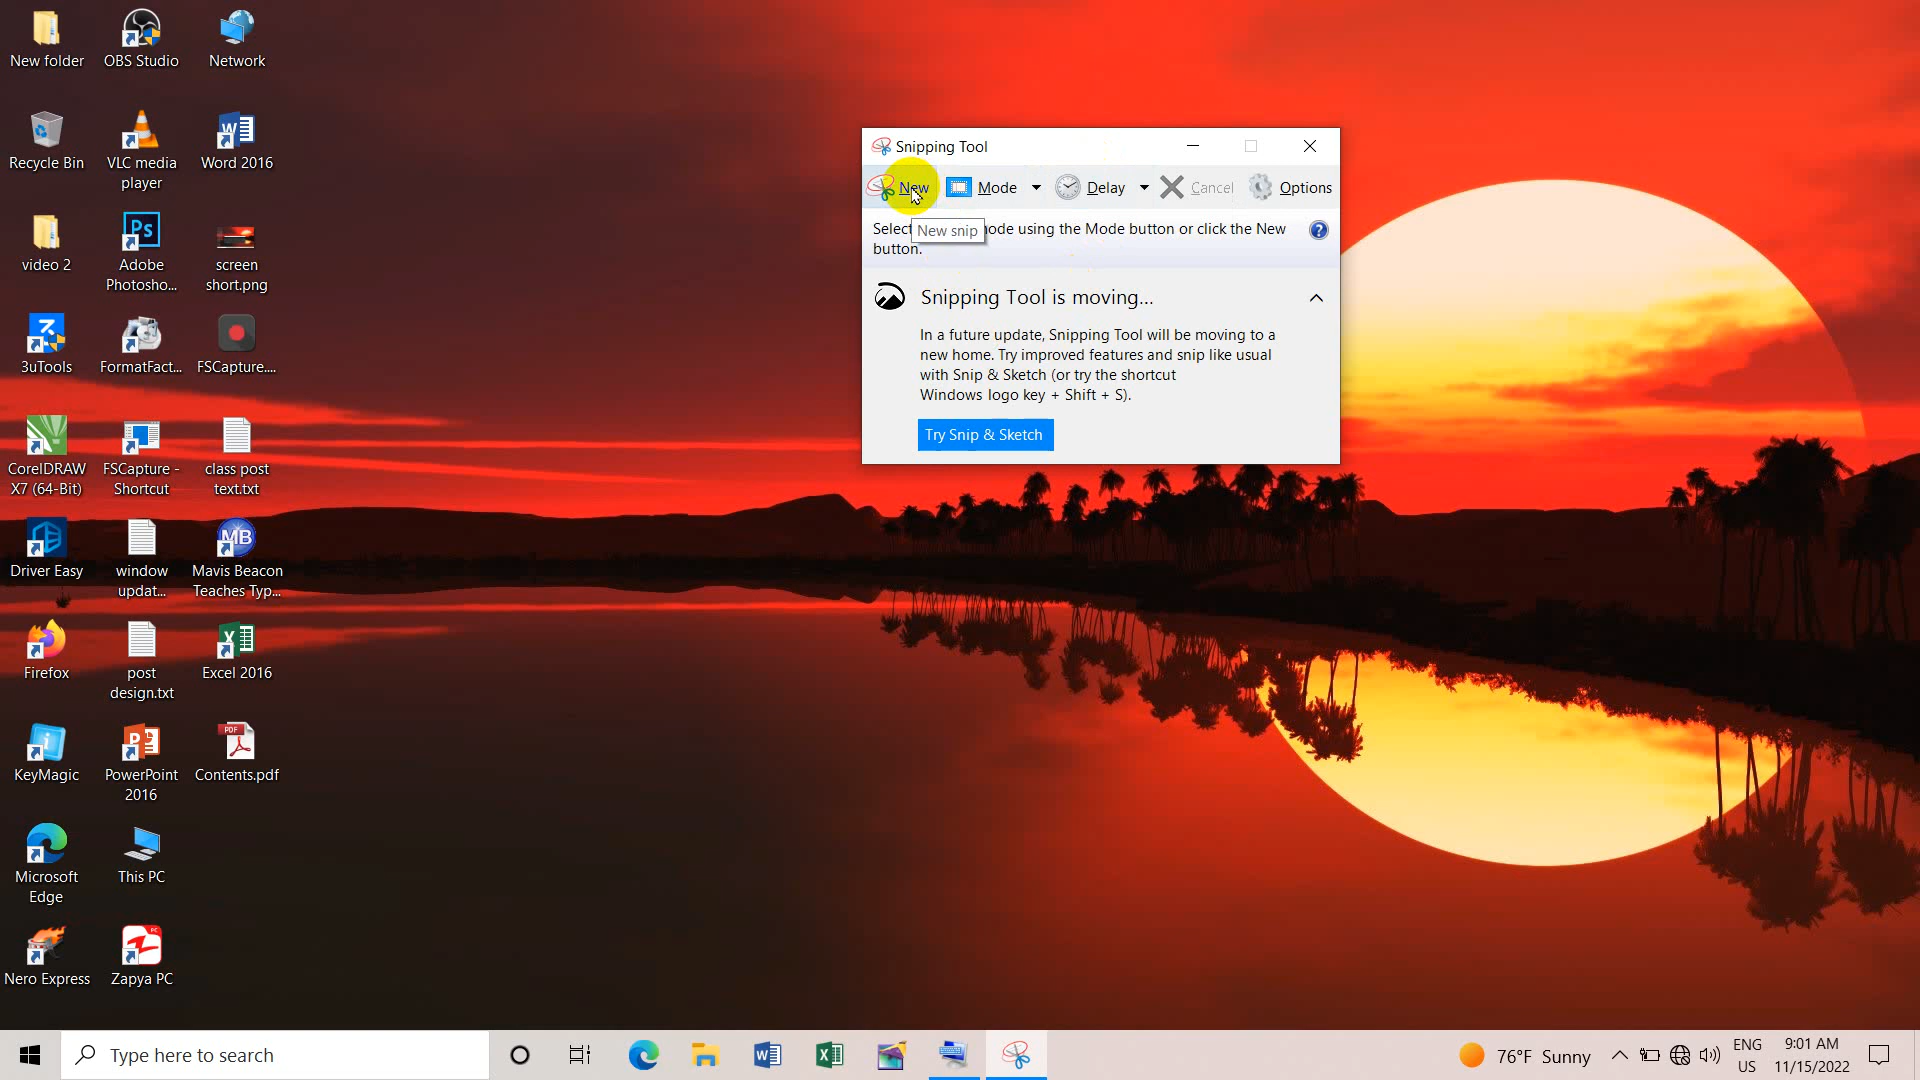 New folder
OBS Studio
Network
Recycle Bin
VLC media
player
Word 2016
video 2
Adobe
Photosho...
screen
short.png
3uTools
FormatFact...
FSCapture....
CorelDRAW
X7 (64-Bit)
FSCapture -
Shortcut
class post
text.txt
Driver Easy
window
updat...
Mavis Beacon
Teaches Typ...
Firefox
post
design.txt
Excel 2016
KeyMagic
PowerPoint
2016
Contents.pdf
Microsoft
Edge
This PC
Nero Express
Zapya PC
Snipping Tool
New Mode Delay Cancel Options
Select ode using the Mode button or click the New
button.
New snip
Snipping Tool is moving...
In a future update, Snipping Tool will be moving to a
new home. Try improved features and snip like usual
with Snip & Sketch (or try the shortcut
Windows logo key + Shift + S).
Try Snip & Sketch
Type here to search
76°F Sunny
ENG
US
9:01 AM
11/15/2022